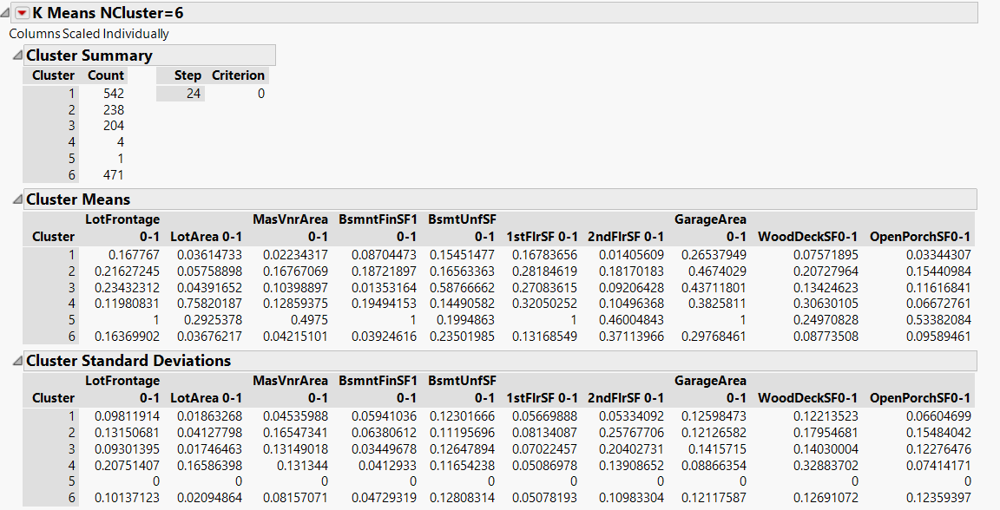 K Means NCluster=6
Columns Scaled Individually
Cluster Summary
Cluster Count Step Criterion
1 542 24 0
2 238
3 204
4 4
5 1
6 471
Cluster Means
LotFrontage MasVnrArea BsmntFinSF1 BsmtUnfSF GarageArea
Cluster 0-1 LotArea 0-1 0-1 0-1 0-1 1stFlrSF 0-1 2ndFlrSF 0-1 0-1 WoodDeckSF0-1 OpenPorchSF0-1
1 0.167767 0.03614733 0.02234317 0.08704473 0.15451477 0.16783656 0.01405609 0.26537949 0.07571895 0.03344307
2 0.21627245 0.05758898 0.16767069 0.18721897 0.16563363 0.28184619 0.18170183 0.4674029 0.20727964 0.15440984
3 0.23432312 0.04391652 0.10398897 0.01353164 0.58766662 0.27083615 0.09206428 0.43711801 0.13424623 0.11616841
4 0.11980831 0.75820187 0.12859375 0.19494153 0.14490582 0.32050252 0.10496368 0.3825811 0.30630105 0.06672761
5 1 0.2925378 0.4975 1 0.1994863 1 0.46004843 1 0.24970828 0.53382084
6 0.16369902 0.03676217 0.04215101 0.03924616 0.23501985 0.13168549 0.37113966 0.29768461 0.08773508 0.09589461
Cluster Standard Deviations
LotFrontage MasVnrArea BsmntFinSF1 BsmtUnfSF GarageArea
Cluster 0-1 LotArea 0-1 0-1 0-1 0-1 1stFlrSF 0-1 2ndFlrSF 0-1 0-1 WoodDeckSF0-1 OpenPorchSF0-1
1 0.09811914 0.01863268 0.04535988 0.05941036 0.12301666 0.05669888 0.05334092 0.12598473 0.12213523 0.06604699
2 0.13150681 0.04127798 0.16547341 0.06380612 0.11195696 0.08134087 0.25767706 0.12126582 0.17954681 0.15484042
3 0.09301395 0.01746463 0.13149018 0.03449678 0.12647894 0.07022457 0.20402731 0.1415715 0.14030004 0.12276476
4 0.20751407 0.16586398 0.131344 0.0412933 0.11654238 0.05086978 0.13908652 0.08866354 0.32883702 0.07414171
5 0 0 0 0 0 0 0 0 0 0
6 0.10137123 0.02094864 0.08157071 0.04729319 0.12808314 0.05078193 0.10983304 0.12117587 0.12691072 0.12359397